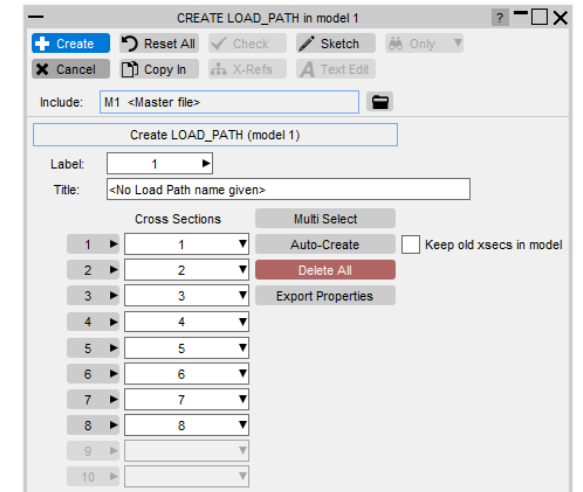 CREATE LOAD_PATH in model 1 ?
Create Reset All Check Sketch Only
Cancel Copy In X-Refs Text Edit
Include: M1 <Master file>
Create LOAD_PATH (model 1)
Label: 1
Title: <No Load Path name given>
Cross Sections Multi Select
1 1 Auto-Create Keep old xsecs in model
2 2 Delete All
3 3 Export Properties
4 4
5 5
6 6
7 7
8 8
9
10